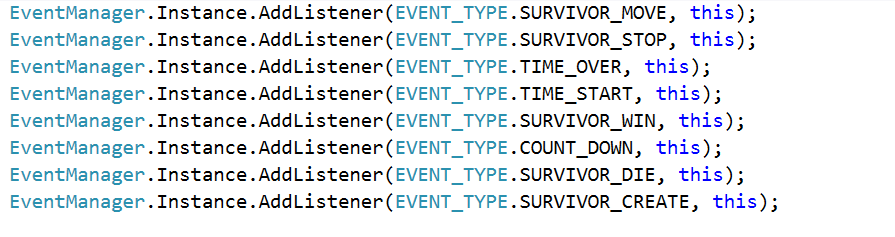 EventManager.Instance.AddListener(EVENT_TYPE.SURVIVOR_MOVE, this);
EventManager.Instance.AddListener(EVENT_TYPE.SURVIVOR_STOP, this);
EventManager.Instance.AddListener(EVENT_TYPE.TIME_OVER, this);
EventManager.Instance.AddListener(EVENT_TYPE.TIME_START, this);
EventManager.Instance.AddListener(EVENT_TYPE.SURVIVOR_WIN, this);
EventManager.Instance.AddListener(EVENT_TYPE.COUNT_DOWN, this);
EventManager.Instance.AddListener(EVENT_TYPE.SURVIVOR_DIE, this);
EventManager.Instance.AddListener(EVENT_TYPE.SURVIVOR_CREATE, this);